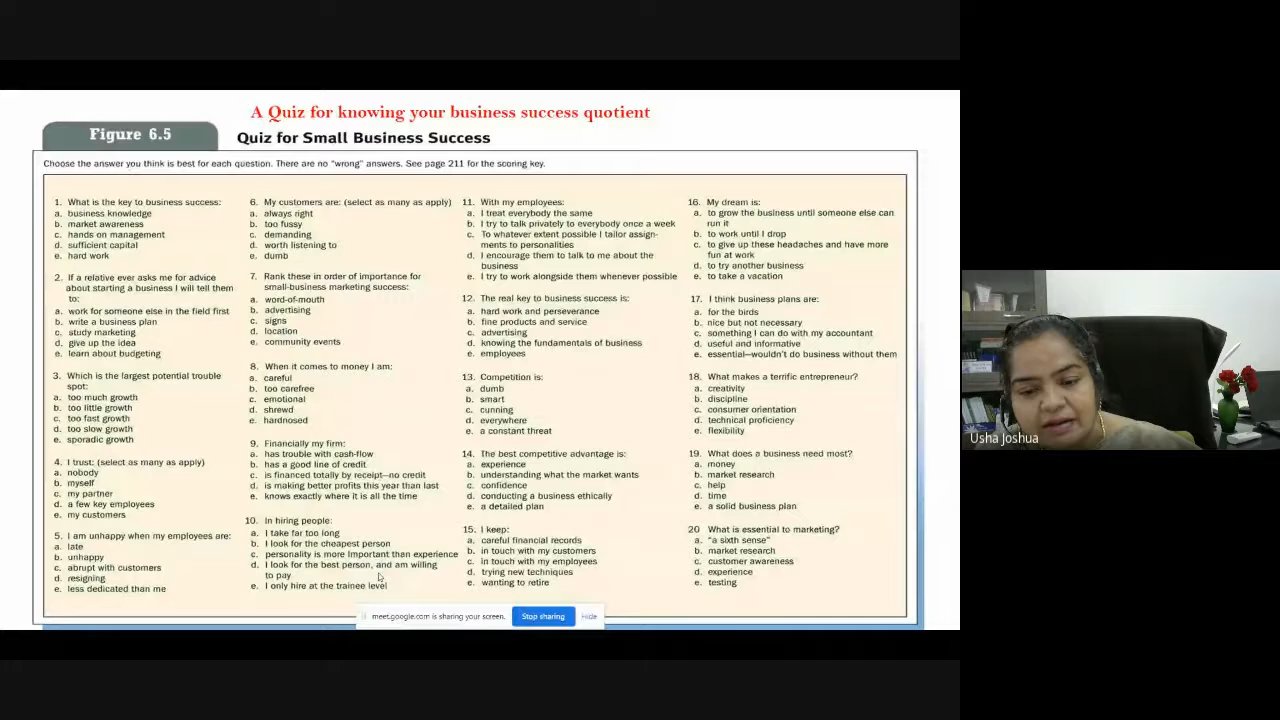 A Quiz for knowing your business success quotient
Figure 6.5
Quiz for Small Business Success
Choose the answer you think is best for each question. There are no "wrong" answers. See page 211 for the scoring key.
1. What is the key to business success:
a. business knowledge
b. market awareness
c. hands on management
d. sufficient capital
e. hard work
2. If a relative ever asks me for advice
about starting a business I will tell them
to:
a. work for someone else in the field first
b. write a business plan
c. study marketing
d. give up the idea
e. learn about budgeting
3. Which is the largest potential trouble
spot:
a. too much growth
b. too little growth
c. too fast growth
d. too slow growth
e. sporadic growth
4. I trust: (select as many as apply)
a. nobody
b. myself
c. my partner
d. a few key employees
e. my customers
5. I am unhappy when my employees are:
a. late
b. unhappy
c. abrupt with customers
d. resigning
e. less dedicated than me
6. My customers are: (select as many as apply)
a. always right
b. too fussy
c. demanding
d. worth listening to
e. dumb
7. Rank these in order of importance for
small-business marketing success:
a. word-of-mouth
b. advertising
c. signs
d. location
e. community events
8. When it comes to money I am:
a. careful
b. too carefree
c. emotional
d. shrewd
e. hardnosed
9. Financially my firm:
a. has trouble with cash-flow
b. has a good line of credit
c. is financed totally by receipt—no credit
d. is making better profits this year than last
e. knows exactly where it is all the time
10. In hiring people:
a. I take far too long
b. I look for the cheapest person
c. personality is more important than experience
d. I look for the best person, and am willing
to pay
e. I only hire at the trainee level
11. With my employees:
a. I treat everybody the same
b. I try to talk privately to everybody once a week
c. To whatever extent possible I tailor assign-
ments to personalities
d. I encourage them to talk to me about the
business
e. I try to work alongside them whenever possible
12. The real key to business success is:
a. hard work and perseverance
b. fine products and service
c. advertising
d. knowing the fundamentals of business
e. employees
13. Competition is:
a. dumb
b. smart
c. cunning
d. everywhere
e. a constant threat
14. The best competitive advantage is:
a. experience
b. understanding what the market wants
c. confidence
d. conducting a business ethically
e. a detailed plan
15. I keep:
a. careful financial records
b. in touch with my customers
c. in touch with my employees
d. trying new techniques
e. wanting to retire
16. My dream is:
a. to grow the business until someone else can
run it
b. to work until I drop
c. to give up these headaches and have more
fun at work
d. to try another business
e. to take a vacation
17. I think business plans are:
a. for the birds
b. nice but not necessary
c. something I can do with my accountant
d. useful and informative
e. essential—wouldn't do business without them
18. What makes a terrific entrepreneur?
a. creativity
b. discipline
c. consumer orientation
d. technical proficiency
e. flexibility
19. What does a business need most?
a. money
b. market research
c. help
d. time
e. a solid business plan
20 What is essential to marketing?
a. "a sixth sense"
b. market research
c. customer awareness
d. experience
e. testing
meet.google.com is sharing your screen.
Stop sharing
Hide
Usha Joshua